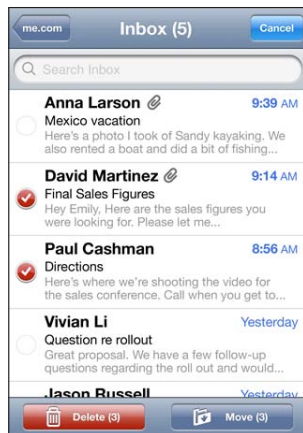 me.com
Inbox (5)
Cancel
Search Inbox
Anna Larson
9:39 AM
Mexico vacation
Here's a photo I took of Sandy kayaking. We
also rented a boat and did a bit of fishing...
David Martinez
9:14 AM
Final Sales Figures
Hey Emily, Here are the sales figures you
were looking for. Please let me...
Paul Cashman
8:56 AM
Directions
Here's where we're shooting the video for
the sales conference. Call when you get to...
Vivian Li
Yesterday
Question re rollout
Great proposal. We have a few follow-up
questions regarding the roll out and would...
Jason Russell
Yesterday
Delete (3)
Move (3)